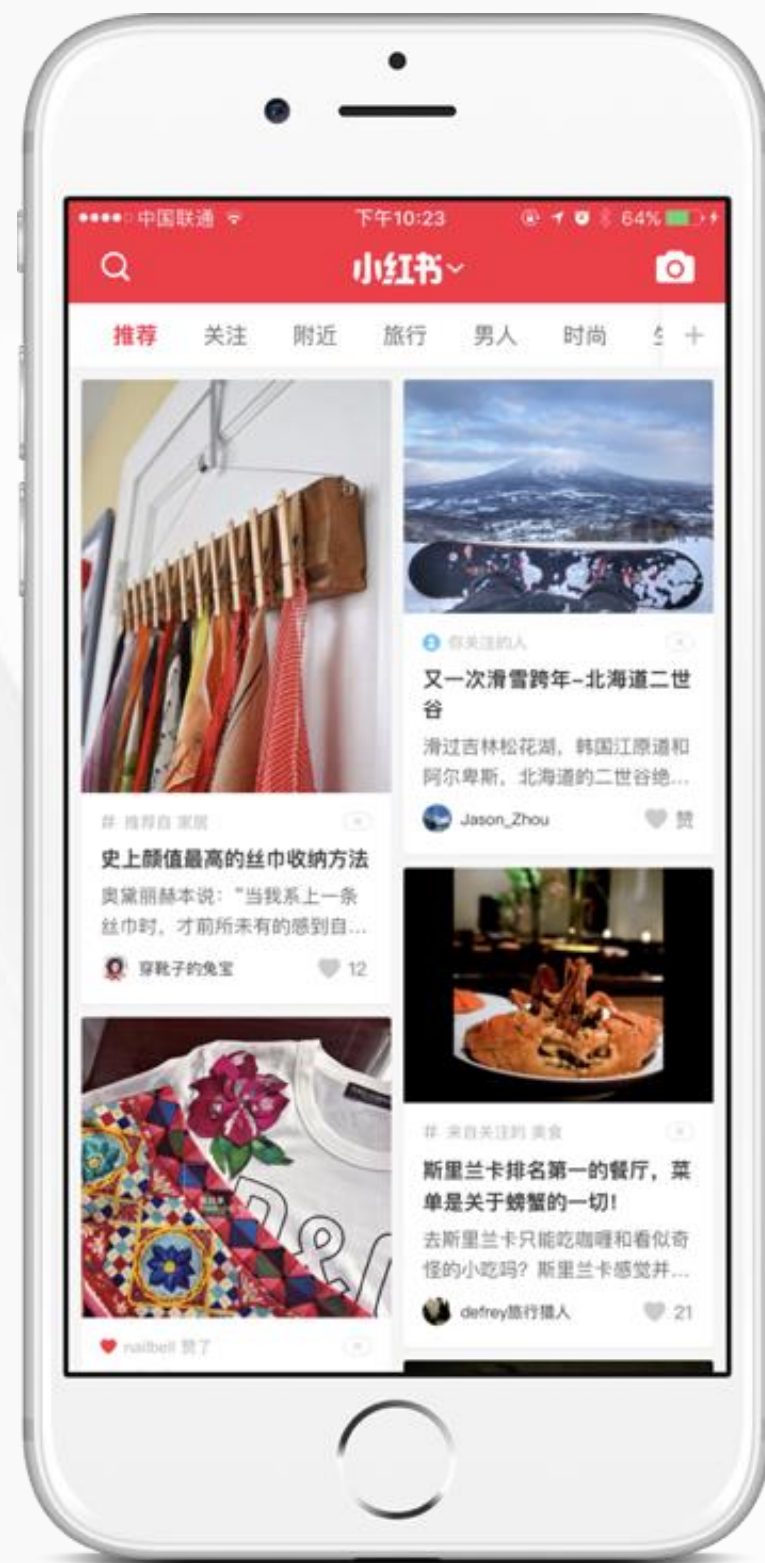 中国联通
下午10:23
64%
小红书
推荐
关注
附近
旅行
男人
时尚
# 推荐自 家居
史上颜值最高的丝巾收纳方法
奥黛丽赫本说：“当我系上一条
丝巾时，才前所未有的感到自...
穿靴子的兔宝
12
nailbell 赞了
你关注的人
又一次滑雪跨年-北海道二世
谷
滑过吉林松花湖，韩国江原道和
阿尔卑斯，北海道的二世谷绝...
Jason_Zhou
赞
# 来自关注的 美食
斯里兰卡排名第一的餐厅，菜
单是关于螃蟹的一切！
去斯里兰卡只能吃咖喱和看似奇
怪的小吃吗？斯里兰卡感觉并...
defrey旅行猎人
21